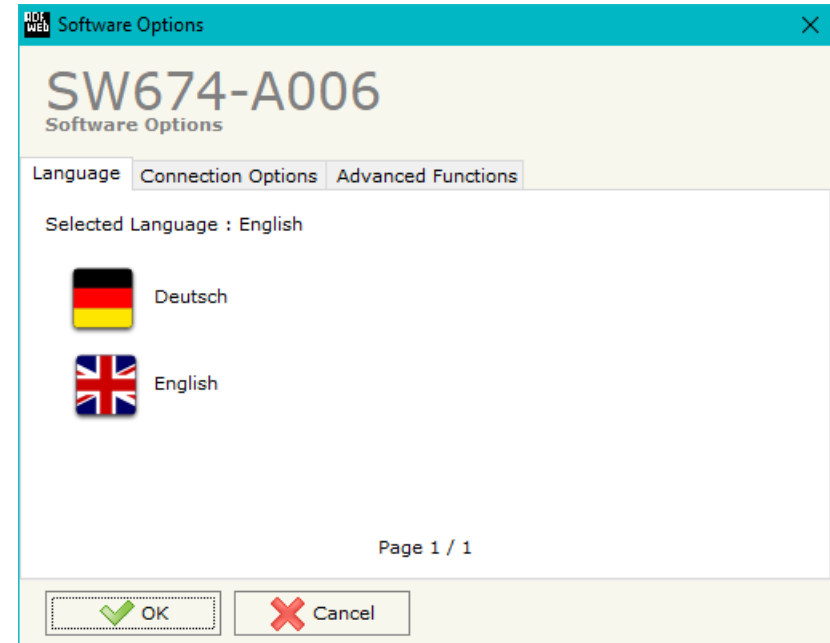 ADF
WEB Software Options
SW674-A006
Software Options
Language Connection Options Advanced Functions
Selected Language : English
Deutsch
English
Page 1 / 1
OK Cancel